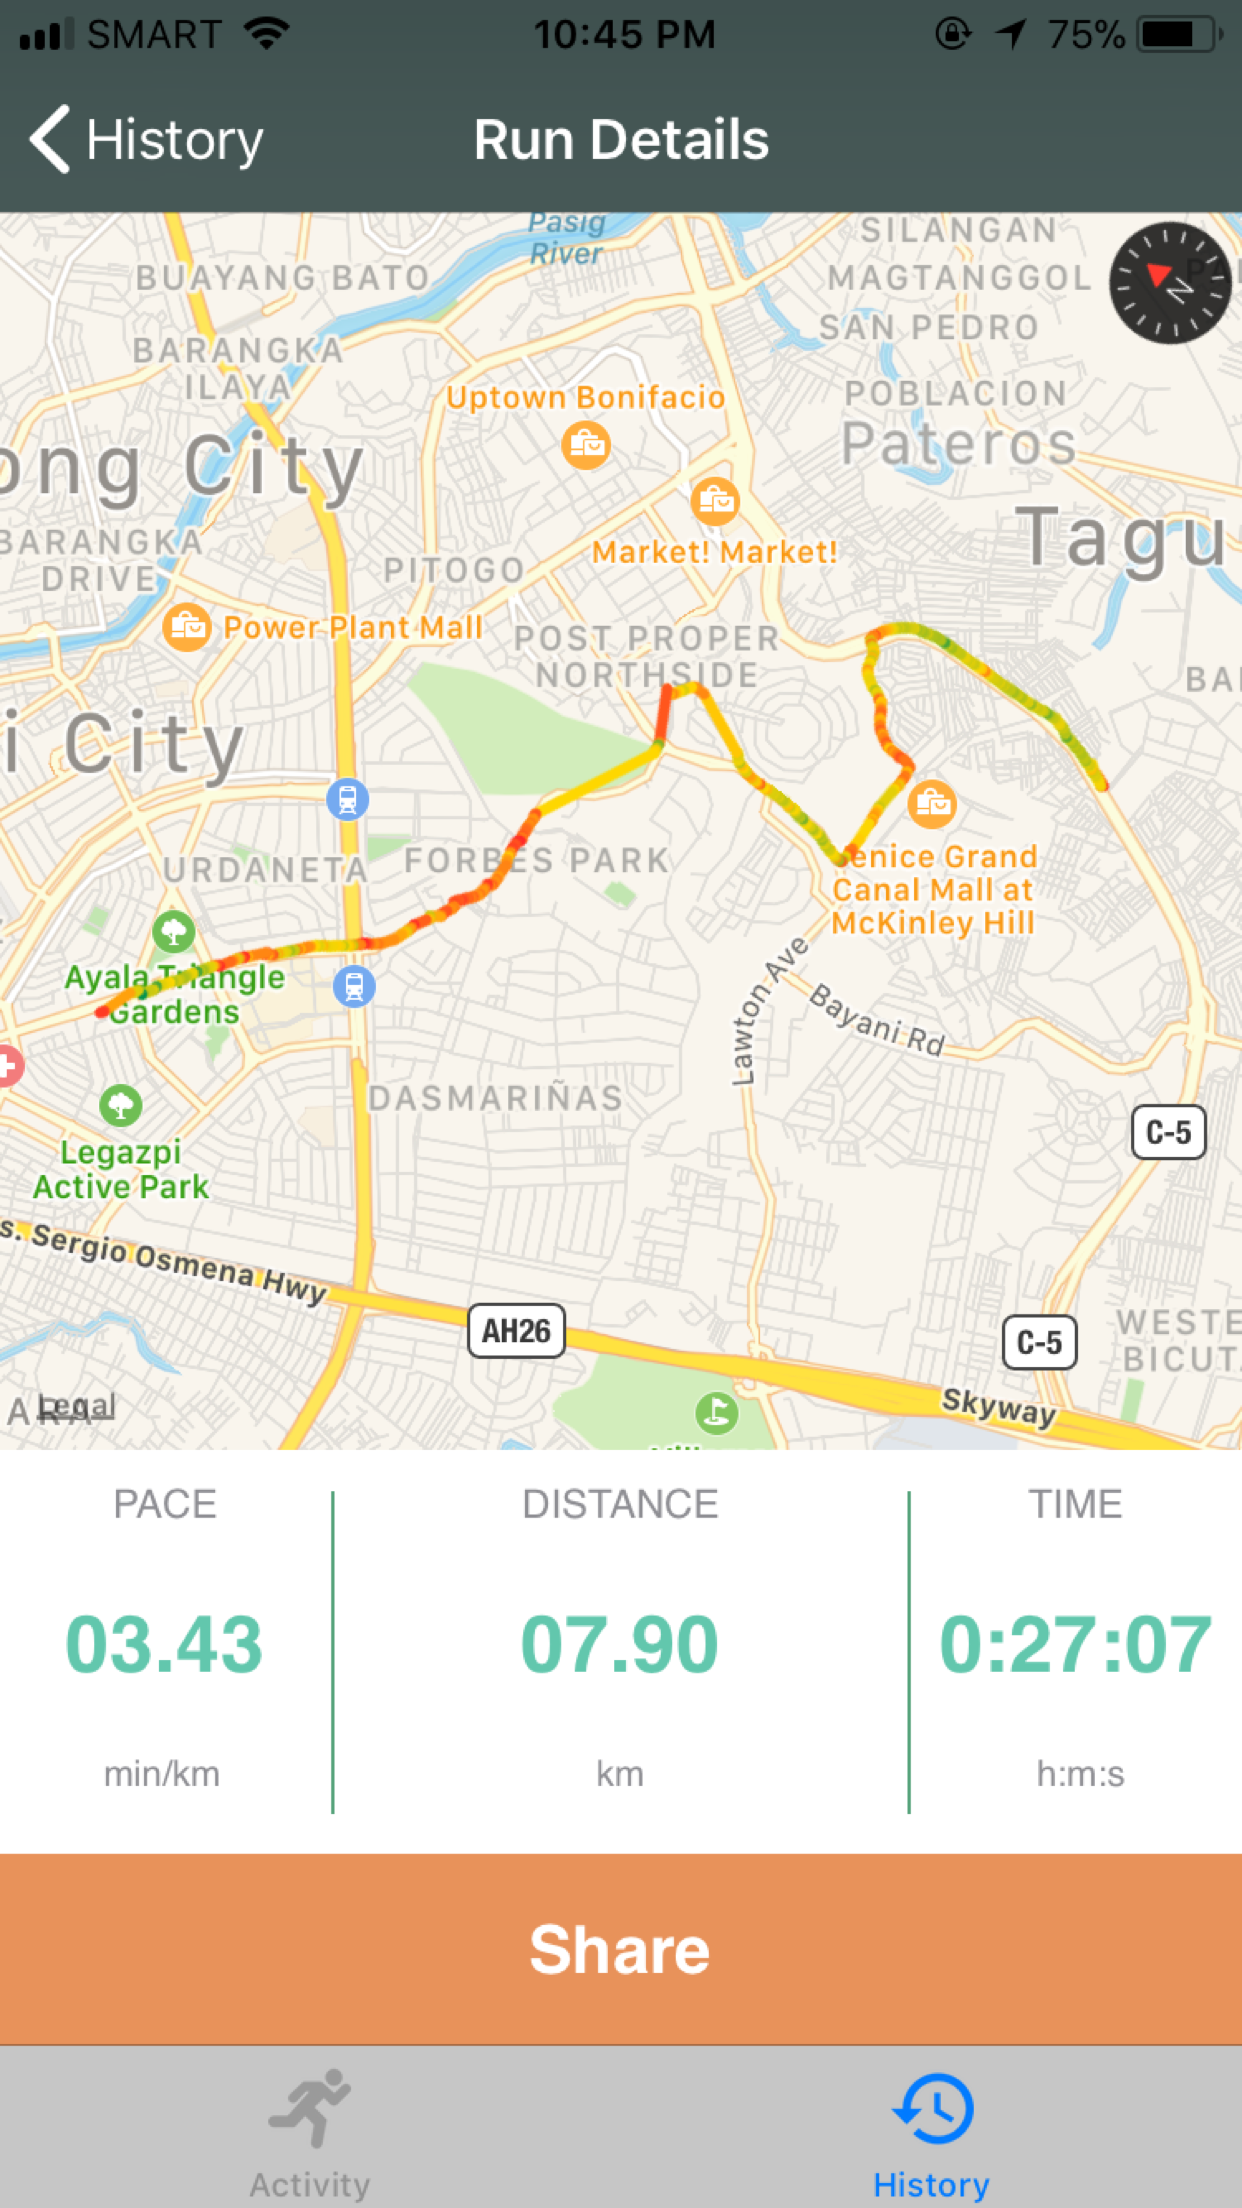 SMART
10:45 PM
75%
History
Run Details
Pasig
River
SILANGAN
BUAYANG BATO
MAGTANGGOL
N
SAN PEDRO
BARANGKA
ILAYA
Uptown Bonifacio
POBLACION
Pateros
ong City
BARANGKA
DRIVE
Market! Market!
Tagu
PITOGO
Power Plant Mall
POST PROPER
NORTHSIDE
BA
i City
URDANETA
FORBES PARK
enice Grand
Canal Mall at
McKinley Hill
Ayala Triangle
Gardens
Lawton Ave
Bayani Rd
DASMARIÑAS
C-5
Legazpi
Active Park
s. Sergio Osmena Hwy
AH26
C-5
WESTE
BICUT
Skyway
Legal
PACE
DISTANCE
TIME
03.43
07.90
0:27:07
min/km
km
h:m:s
Share
Activity
History